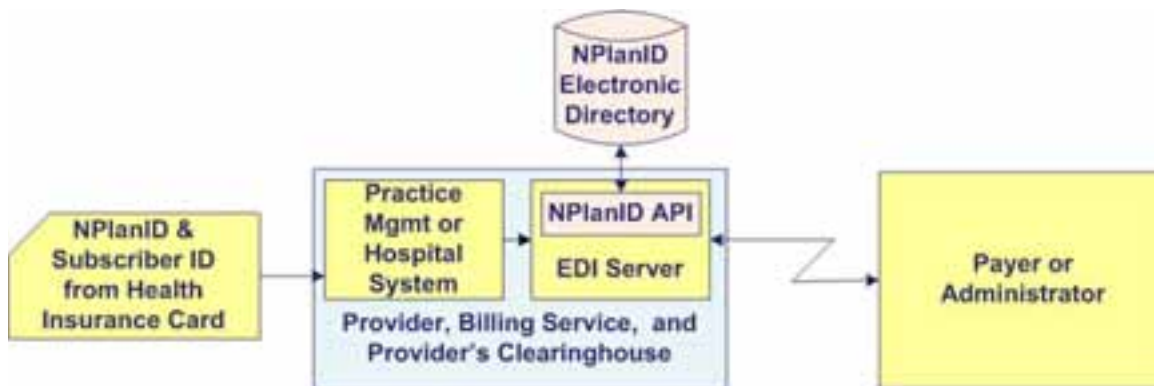 NPlanID
Electronic
Directory
NPlanID &
Subscriber ID
from Health
Insurance Card
Practice
Mgmt or
Hospital
System
NPlanID API
EDI Server
Provider, Billing Service, and
Provider's Clearinghouse
Payer or
Administrator